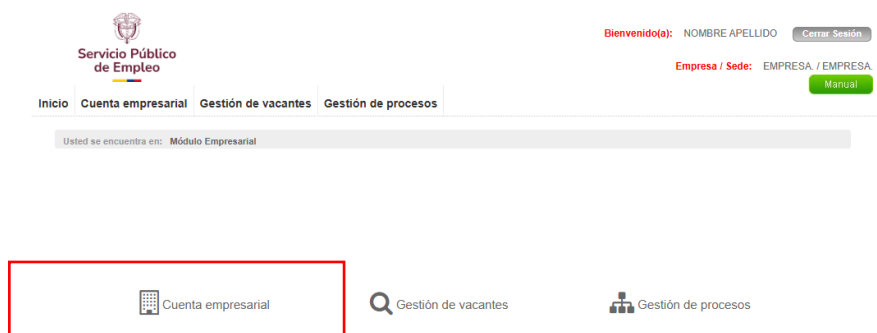 Servicio Público
de Empleo
Bienvenido(a): NOMBRE APELLIDO Cerrar Sesión
Empresa / Sede: EMPRESA. / EMPRESA.
Manual
Inicio Cuenta empresarial Gestión de vacantes Gestión de procesos
Usted se encuentra en: Módulo Empresarial
Cuenta empresarial Gestión de vacantes Gestión de procesos